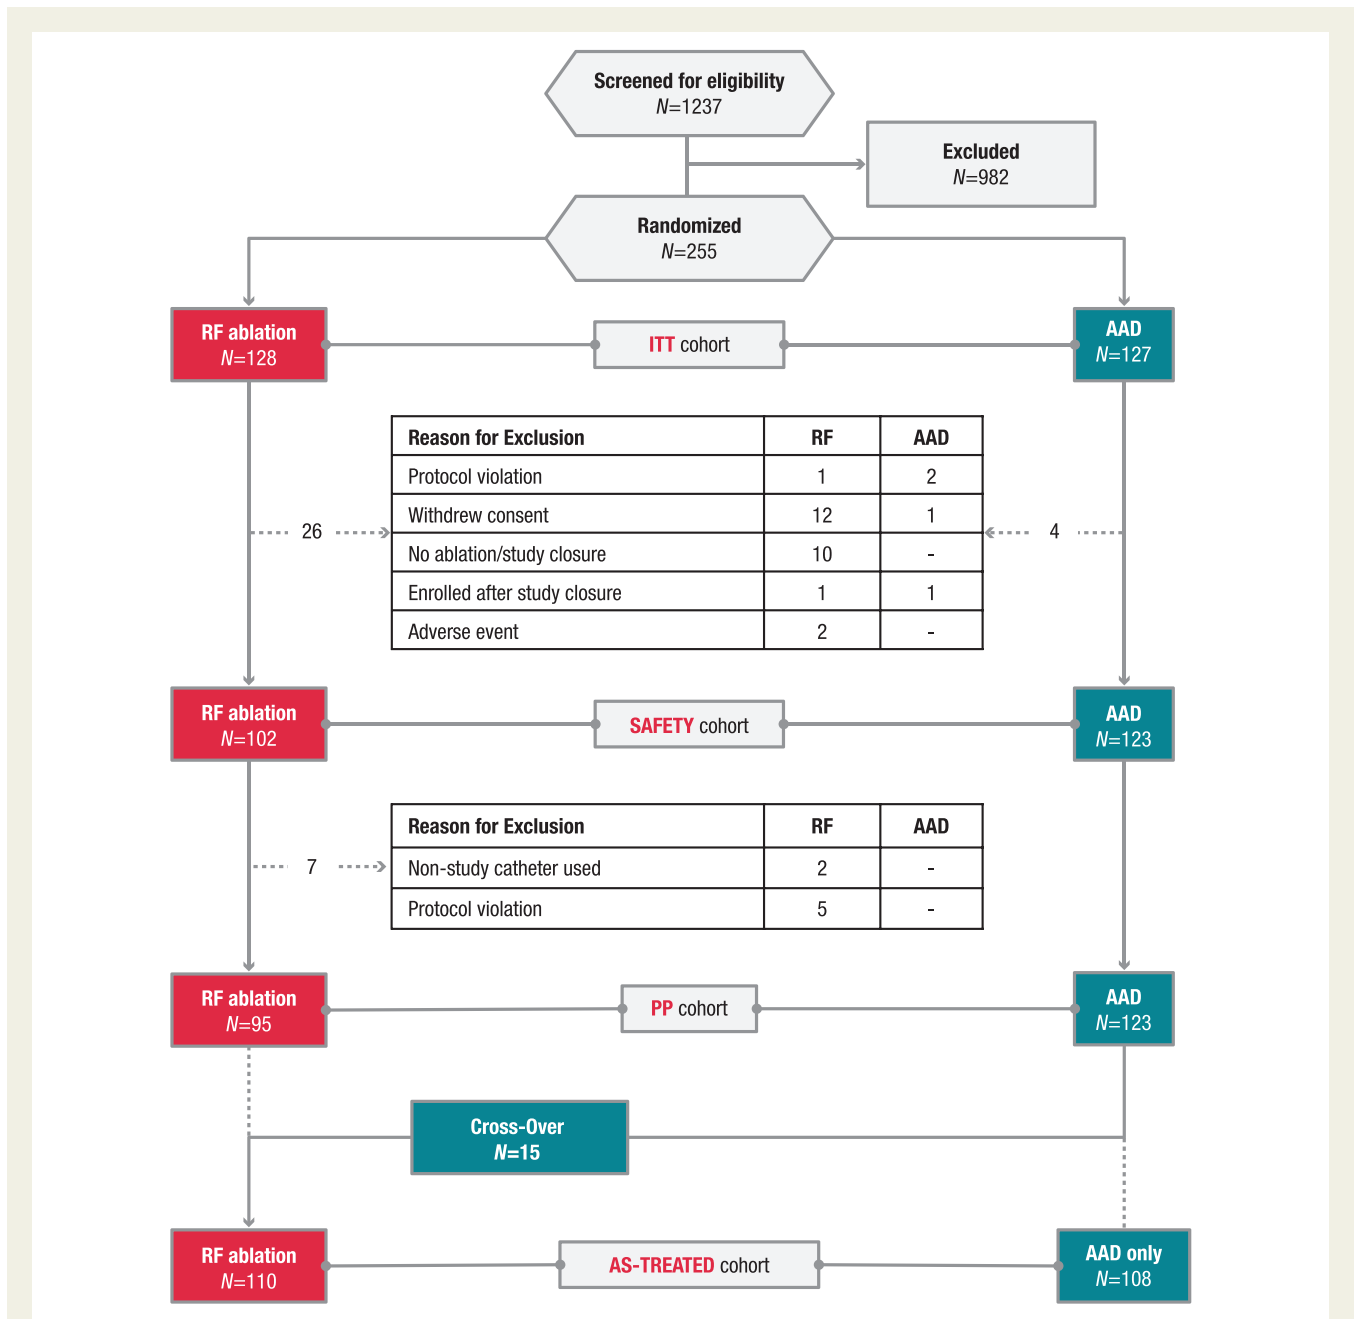 Screened for eligibility
N=1237
Excluded
N=982
Randomized
N=255
RF ablation
N=128
ITT cohort
AAD
N=127
Reason for Exclusion RF AAD
Protocol violation 1 2
Withdrew consent 12 1
No ablation/study closure 10 -
Enrolled after study closure 1 1
Adverse event 2 -
26
4
RF ablation
N=102
SAFETY cohort
AAD
N=123
Reason for Exclusion RF AAD
Non-study catheter used 2 -
Protocol violation 5 -
7
RF ablation
N=95
PP cohort
AAD
N=123
Cross-Over
N=15
RF ablation
N=110
AS-TREATED cohort
AAD only
N=108